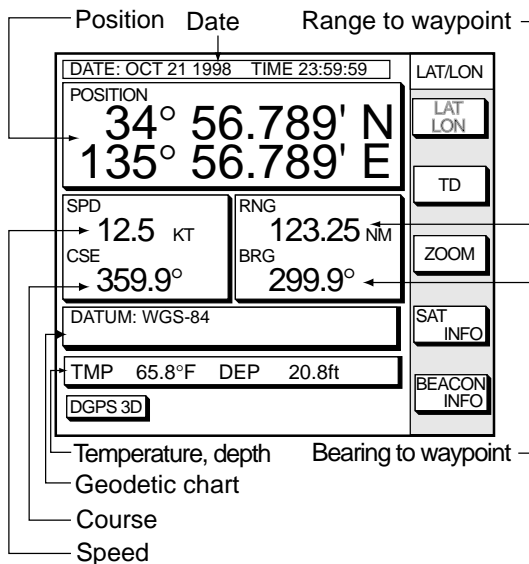 Position Date Range to waypoint
DATE: OCT 21 1998 TIME 23:59:59
LAT/LON
POSITION
34° 56.789' N
135° 56.789' E
LAT
LON
TD
SPD
12.5 KT
CSE
359.9°
RNG
123.25 NM
BRG
299.9°
ZOOM
DATUM: WGS-84
SAT
INFO
TMP 65.8°F DEP 20.8ft
BEACON
INFO
DGPS 3D
Temperature, depth Bearing to waypoint
Geodetic chart
Course
Speed